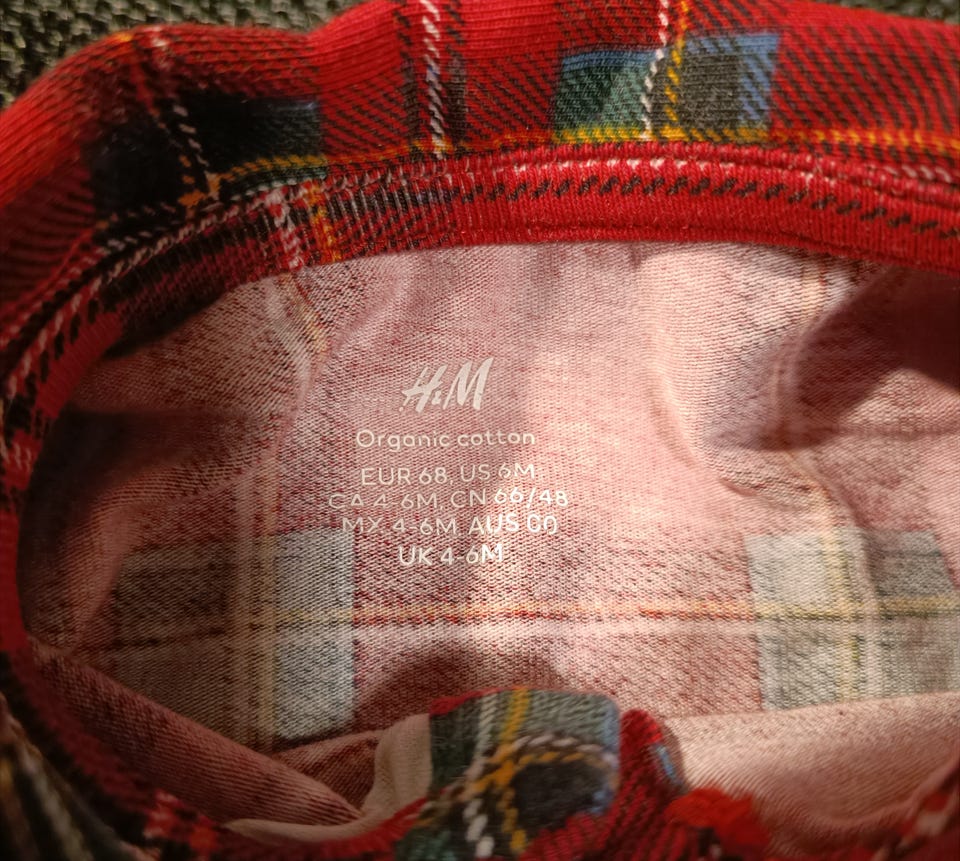 H&M
Organic cotton
EUR 68, US 6M
CA 4-6M, CN 66/48
MX 4-6M AUS 00
UK 4-6M